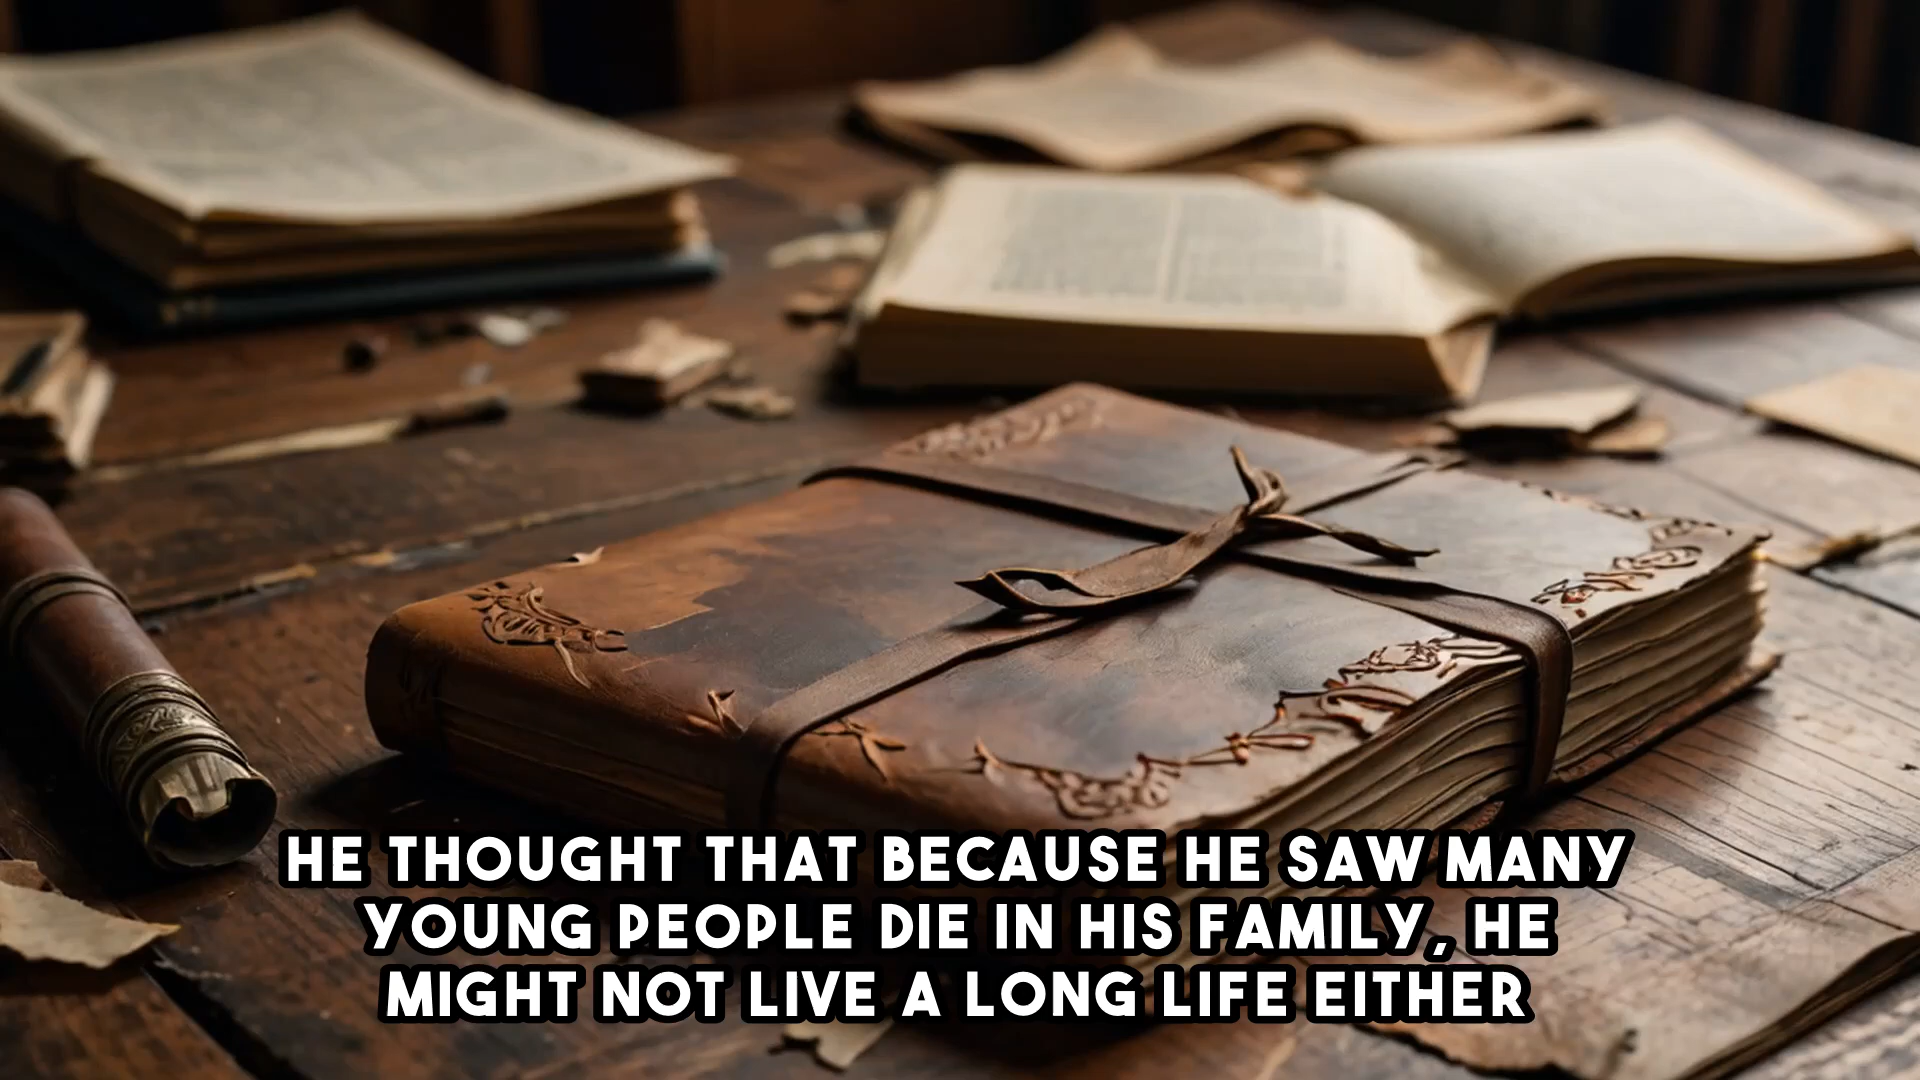 HE THOUGHT THAT BECAUSE HE SAW MANY
YOUNG PEOPLE DIE IN HIS FAMILY, HE
MIGHT NOT LIVE A LONG LIFE EITHER